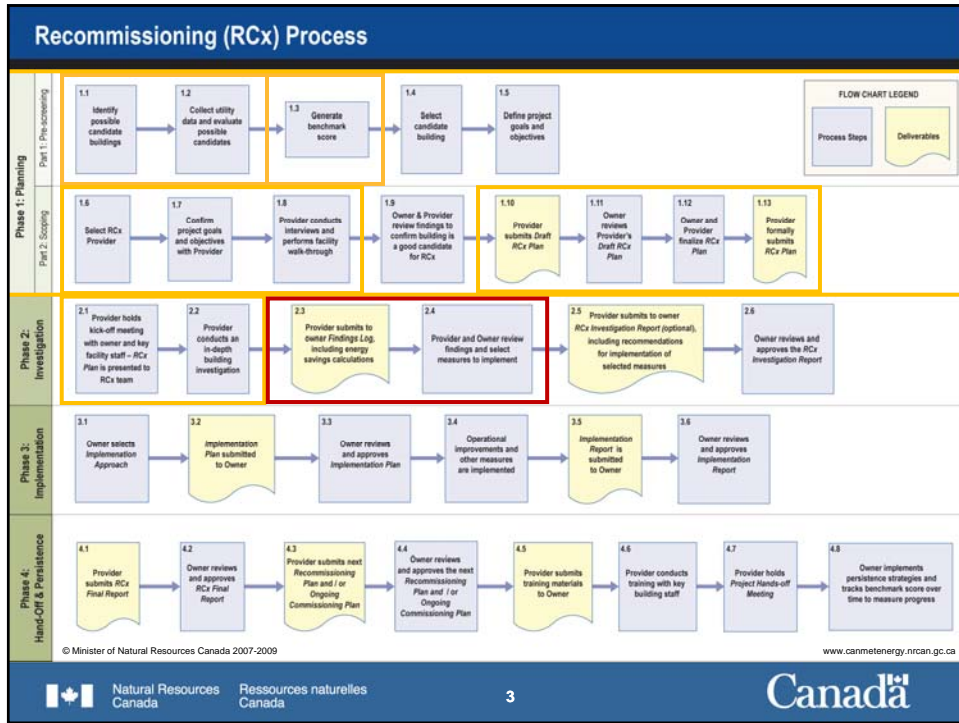 Recommissioning (RCx) Process
Phase 1: Planning
Part 1: Pre-screening
1.1
Identify
possible
candidate
buildings
1.2
Collect utility
data and evaluate
possible
candidates
1.3
Generate
benchmark
score
1.4
Select
candidate
building
1.5
Define project
goals and
objectives
FLOW CHART LEGEND
Process Steps
Deliverables
Part 2: Scoping
1.6
Select RCx
Provider
1.7
Confirm
project goals
and objectives
with Provider
1.8
Provider conducts
interviews and
performs facility
walk-through
1.9
Owner & Provider
review findings to
confirm building is
a good candidate
for RCx
1.10
Provider
submits Draft
RCx Plan
1.11
Owner
reviews
Provider's
Draft RCx
Plan
1.12
Owner and
Provider
finalize RCx
Plan
1.13
Provider
formally
submits
RCx Plan
Phase 2:
Investigation
2.1
Provider holds
kick-off meeting
with owner and key
facility staff – RCx
Plan is presented to
RCx team
2.2
Provider
conducts an
in-depth
building
investigation
2.3
Provider submits to
owner Findings Log,
including energy
savings calculations
2.4
Provider and Owner review
findings and select
measures to implement
2.5
Provider submits to owner
RCx Investigation Report (optional),
including recommendations
for implementation of
selected measures
2.6
Owner reviews and
approves the RCx
Investigation Report
Phase 3:
Implementation
3.1
Owner selects
Implemenation
Approach
3.2
Implementation
Plan submitted
to Owner
3.3
Owner reviews
and approves
Implementation Plan
3.4
Operational
improvements and
other measures
are implemented
3.5
Implementation
Report is
submitted
to Owner
3.6
Owner reviews
and approves
Implementation
Report
Phase 4:
Hand-Off & Persistence
4.1
Provider
submits RCx
Final Report
4.2
Owner reviews
and approves
RCx Final
Report
4.3
Provider submits next
Recommissioning
Plan and / or
Ongoing
Commissioning Plan
4.4
Owner reviews
and approves the next
Recommissioning
Plan and / or
Ongoing
Commissioning Plan
4.5
Provider submits
training materials
to Owner
4.6
Provider conducts
training with key
building staff
4.7
Provider holds
Project Hands-off
Meeting
4.8
Owner implements
persistence strategies and
tracks benchmark score over
time to measure progress
© Minister of Natural Resources Canada 2007-2009
www.canmetenergy.nrcan.gc.ca
Natural Resources
Canada
Ressources naturelles
Canada
3
Canada